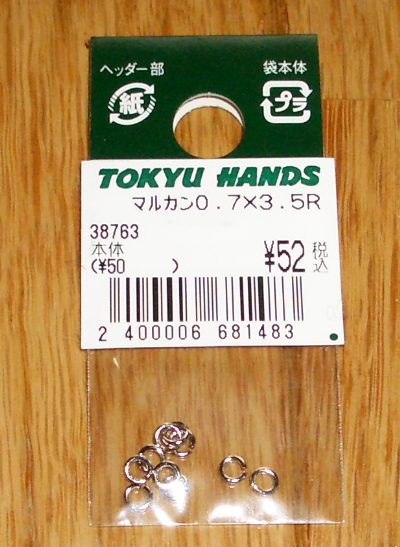 ヘッダー部
紙
袋本体
プラ
TOKYU HANDS
マルカン0.7×3.5R
38763
本体
(¥50 )
¥52 税込
2 400006 681483